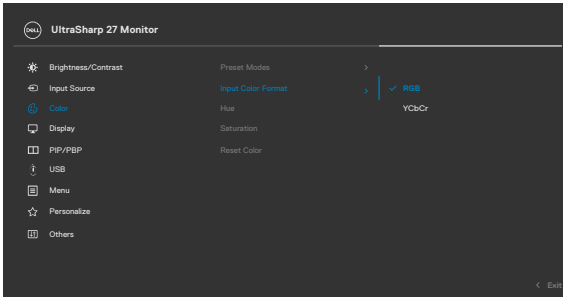 DELL UltraSharp 27 Monitor
Brightness/Contrast Preset Modes >
Input Source Input Color Format > ✓ RGB
Color Hue YCbCr
Display Saturation
PIP/PBP Reset Color
USB
Menu
Personalize
Others
< Exit